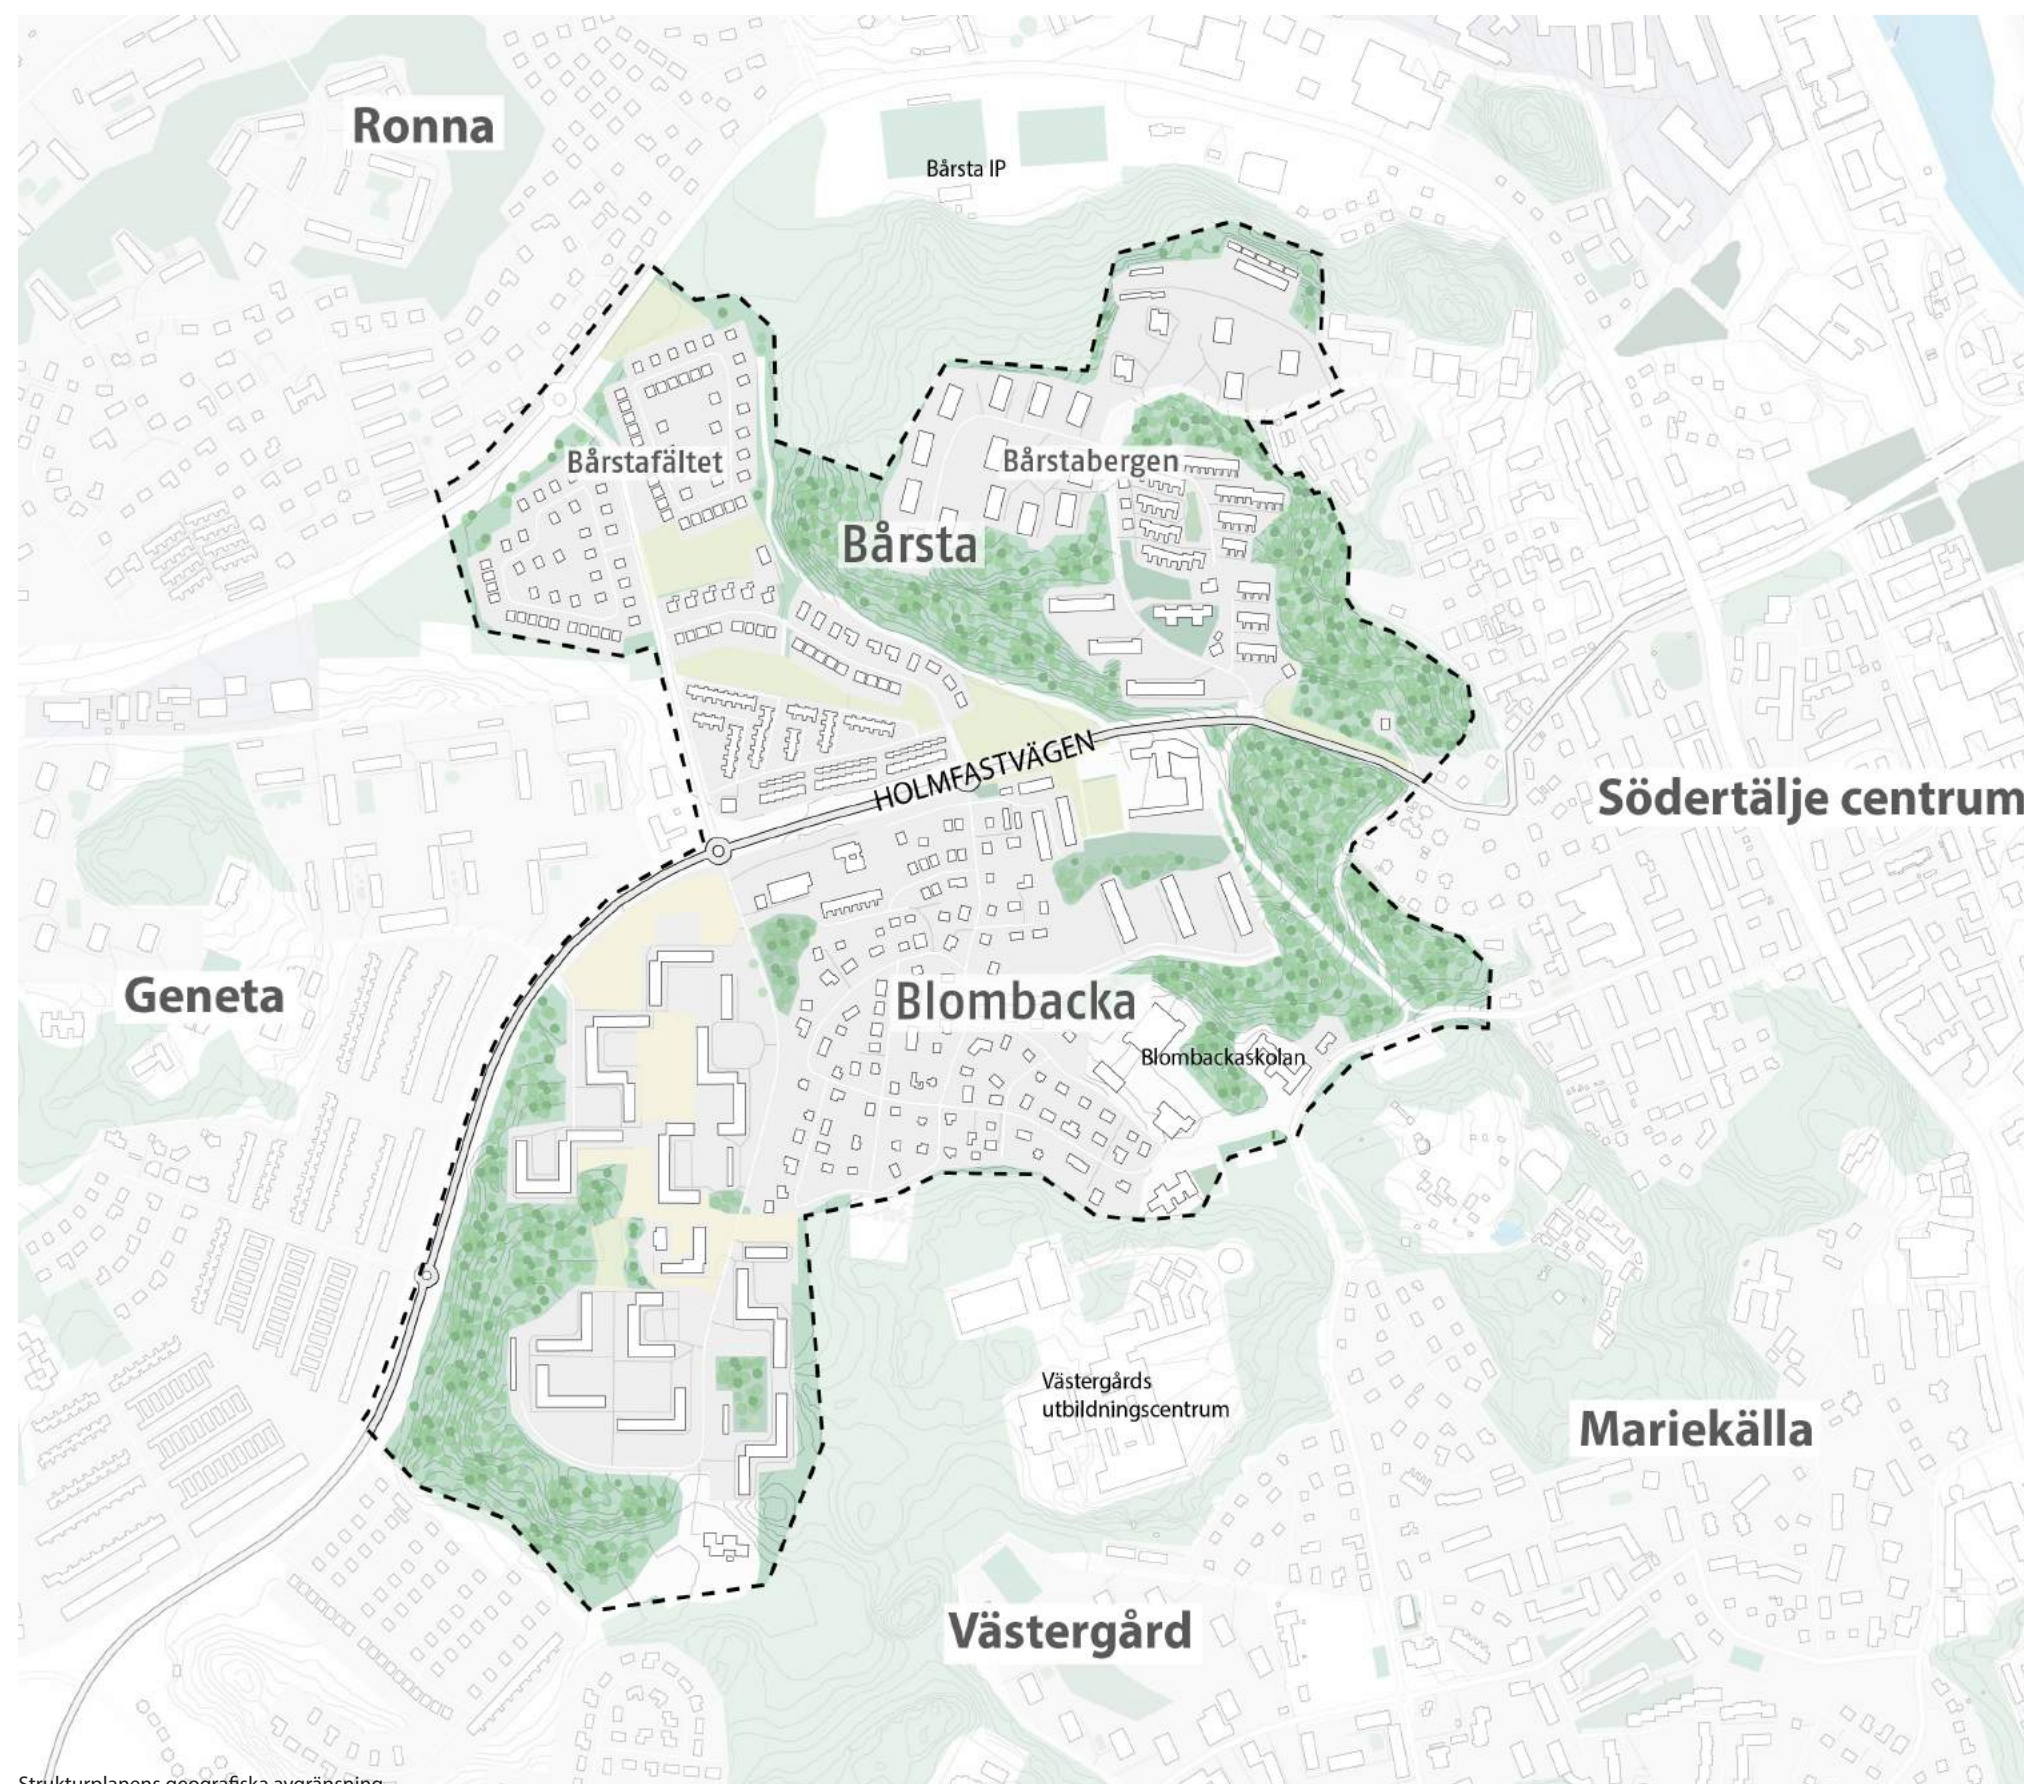 Ronna
Bårsta IP
Bårstafältet
Bårstabergen
Bårsta
HOLMFASTVÄGEN
Södertälje centrum
Geneta
Blombacka
Blombackaskolan
Västergårds
utbildningscentrum
Mariekälla
Västergård
Strukturplanens geografiska avgränsning